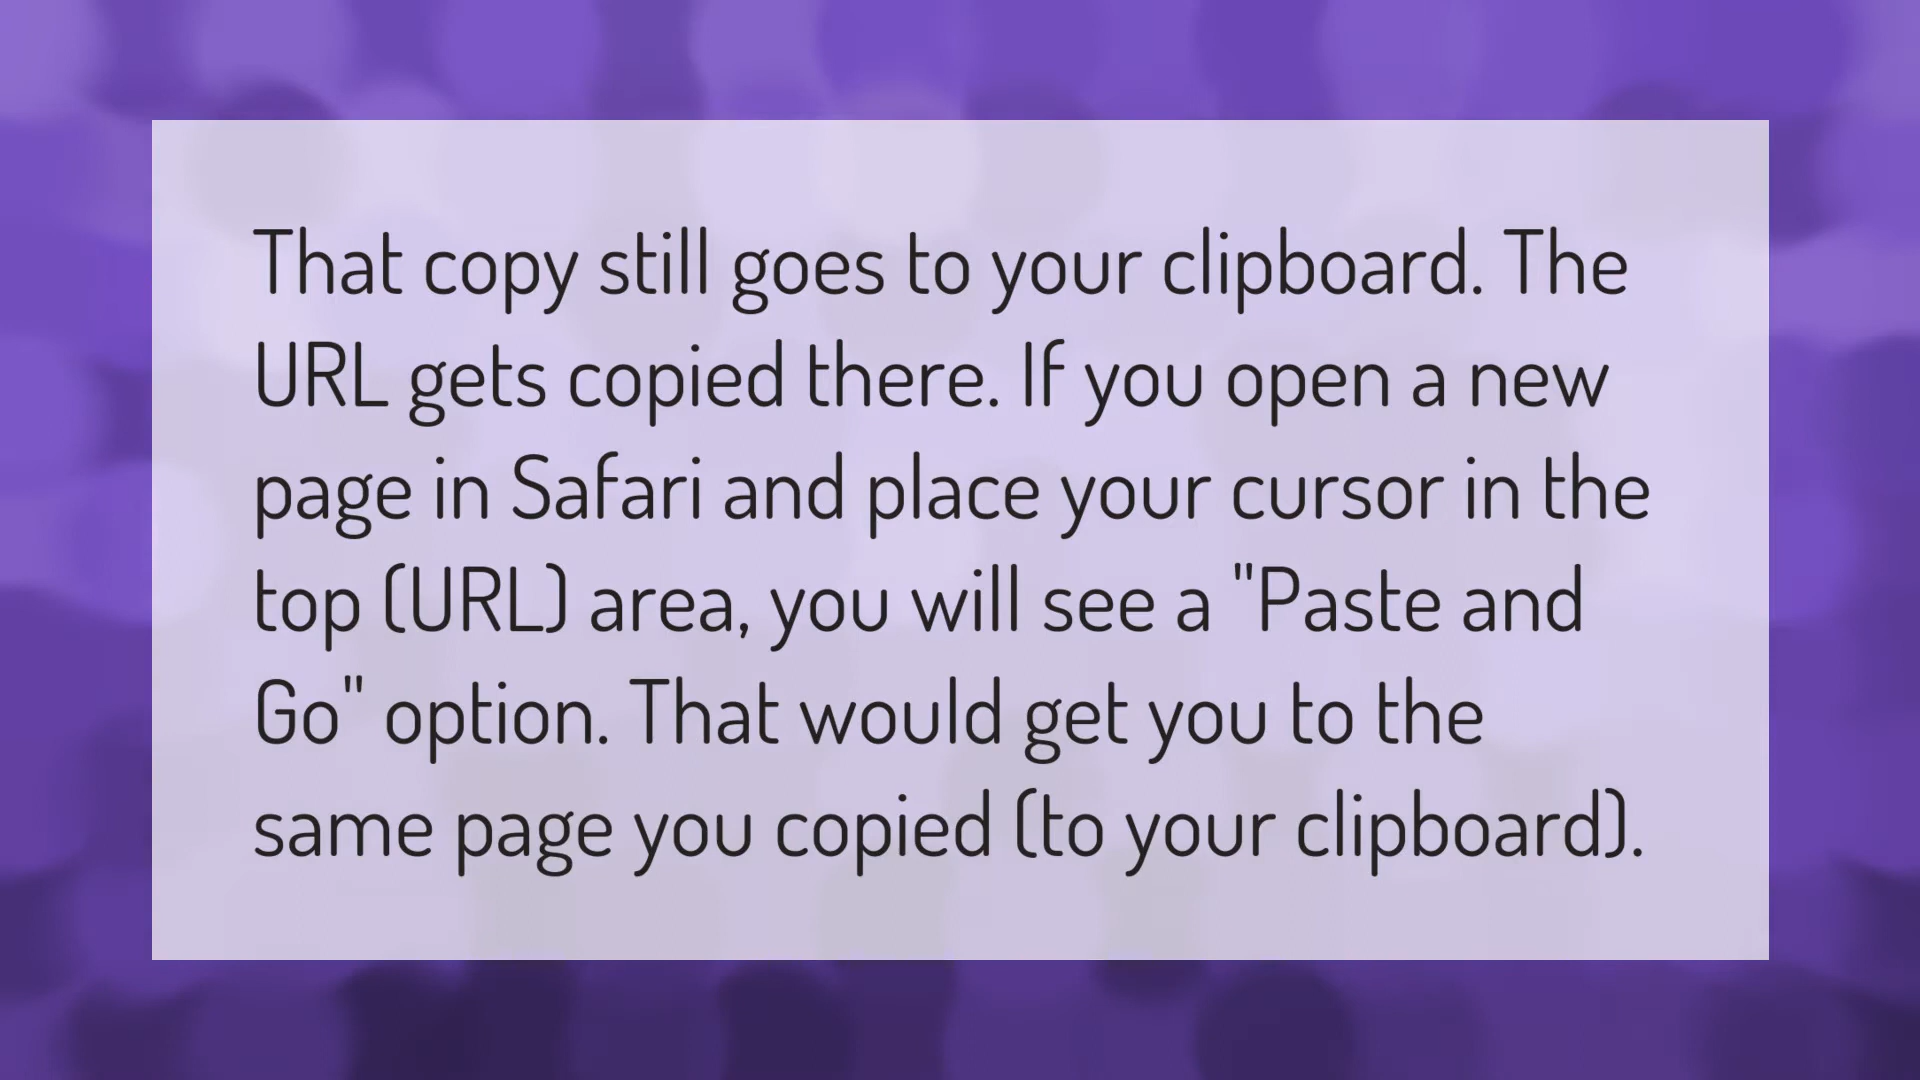 That copy still goes to your clipboard. The
URL gets copied there. If you open a new
page in Safari and place your cursor in the
top (URL) area, you will see a "Paste and
Go" option. That would get you to the
same page you copied (to your clipboard).